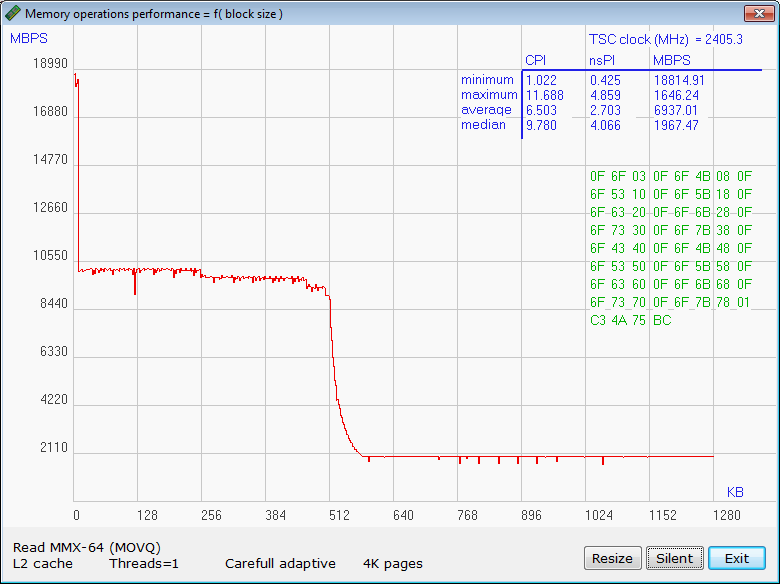 Memory operations performance = f( block size )
MBPS
TSC clock (MHz) = 2405.3
CPI nsPI MBPS
minimum 1.022 0.425 18814.91
maximum 11.688 4.859 1646.24
average 6.503 2.703 6937.01
median 9.780 4.066 1967.47
18990
16880
14770
12660
10550
8440
6330
4220
2110
0F 6F 03 0F 6F 4B 08 0F
6F 53 10 0F 6F 5B 18 0F
6F 63 20 0F 6F 6B 28 0F
6F 73 30 0F 6F 7B 38 0F
6F 43 40 0F 6F 4B 48 0F
6F 53 50 0F 6F 5B 58 0F
6F 63 60 0F 6F 6B 68 0F
6F 73 70 0F 6F 7B 78 01
C3 4A 75 BC
KB
0 128 256 384 512 640 768 896 1024 1152 1280
Read MMX-64 (MOVQ)
L2 cache Threads=1 Carefull adaptive 4K pages
Resize Silent Exit